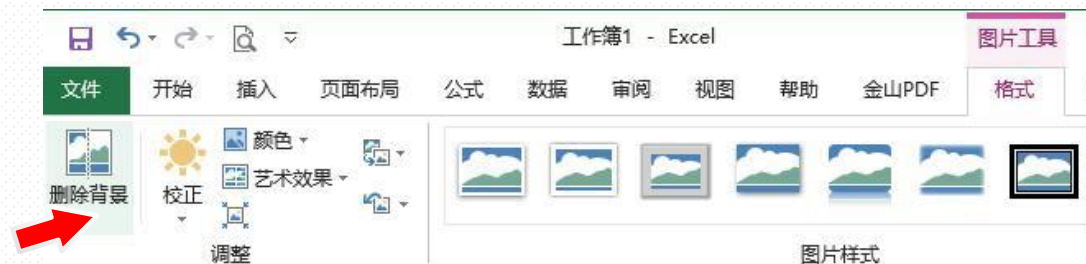 工作簿1 - Excel 图片工具
文件 开始 插入 页面布局 公式 数据 审阅 视图 帮助 金山PDF 格式
删除背景 校正 颜色
艺术效果
调整 图片样式